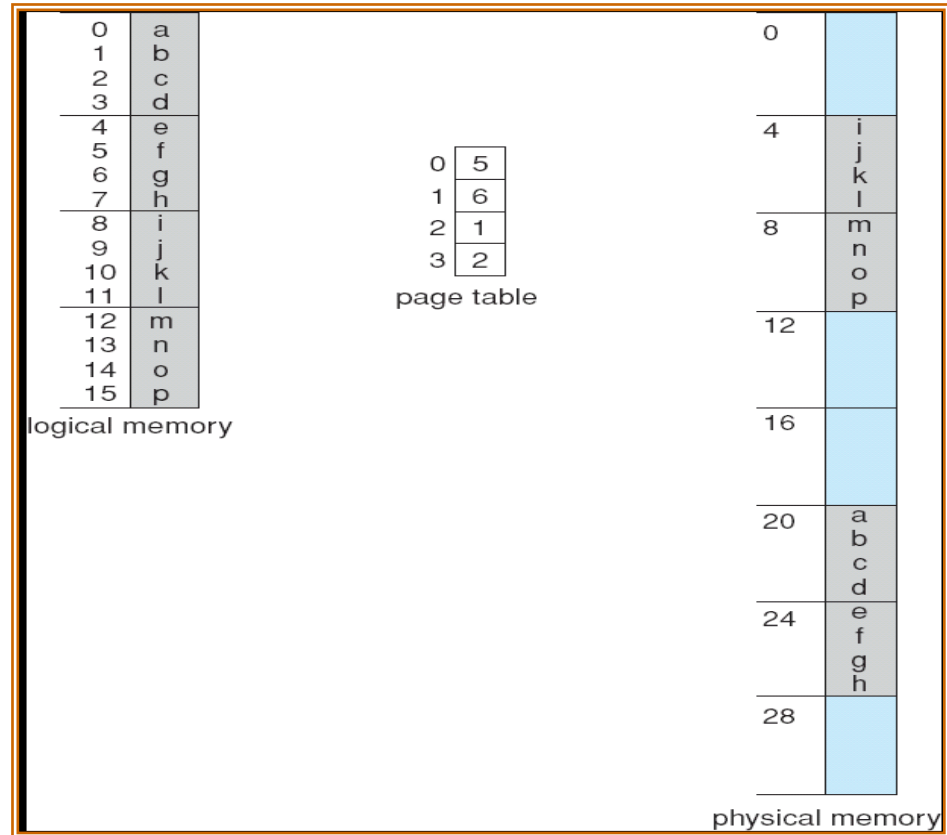 0 a
1 b
2 c
3 d
4 e
5 f
6 g
7 h
8 i
9 j
10 k
11 l
12 m
13 n
14 o
15 p
logical memory
0 5
1 6
2 1
3 2
page table
0
4 i
j
k
l
8 m
n
o
p
12
16
20 a
b
c
d
24 e
f
g
h
28
physical memory